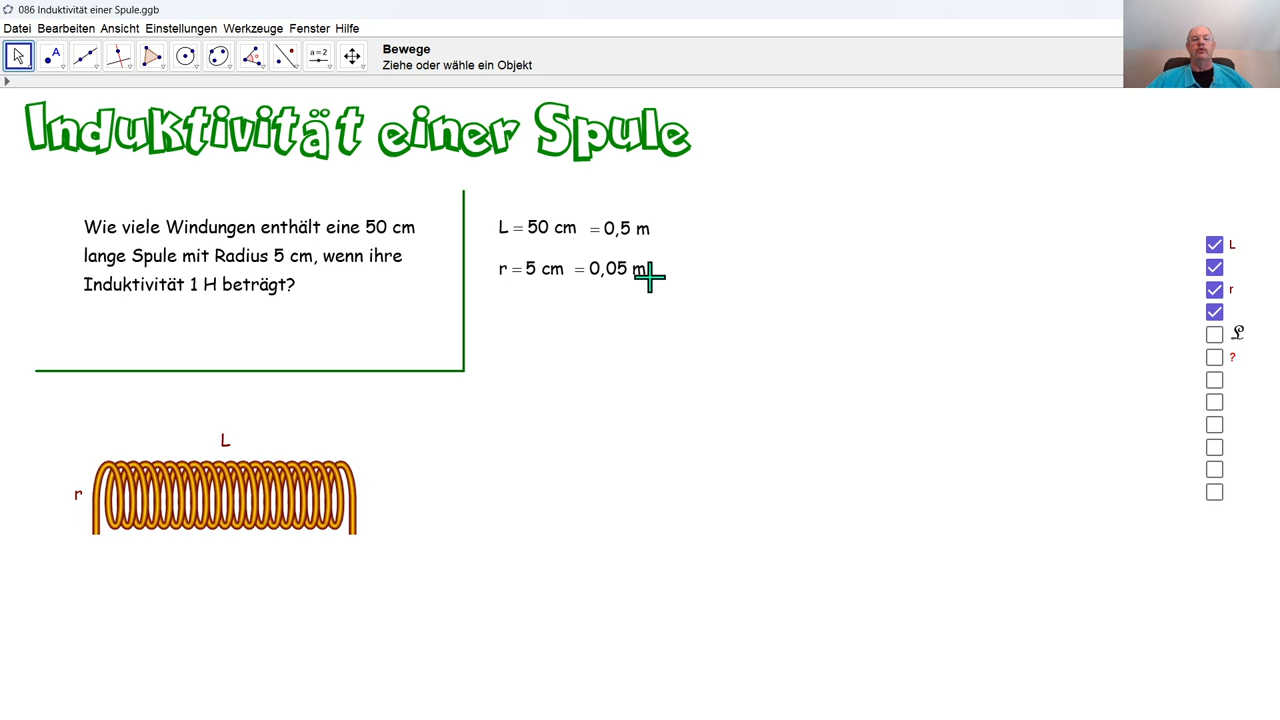 086 Induktivität einer Spule.ggb
Datei Bearbeiten Ansicht Einstellungen Werkzeuge Fenster Hilfe
A
a=2
Bewege
Ziehe oder wähle ein Objekt
Induktivität einer Spule
Wie viele Windungen enthält eine 50 cm
lange Spule mit Radius 5 cm, wenn ihre
Induktivität 1 H beträgt?
L = 50 cm = 0,5 m
r = 5 cm = 0,05 m
L
r
ℒ
?
L
r